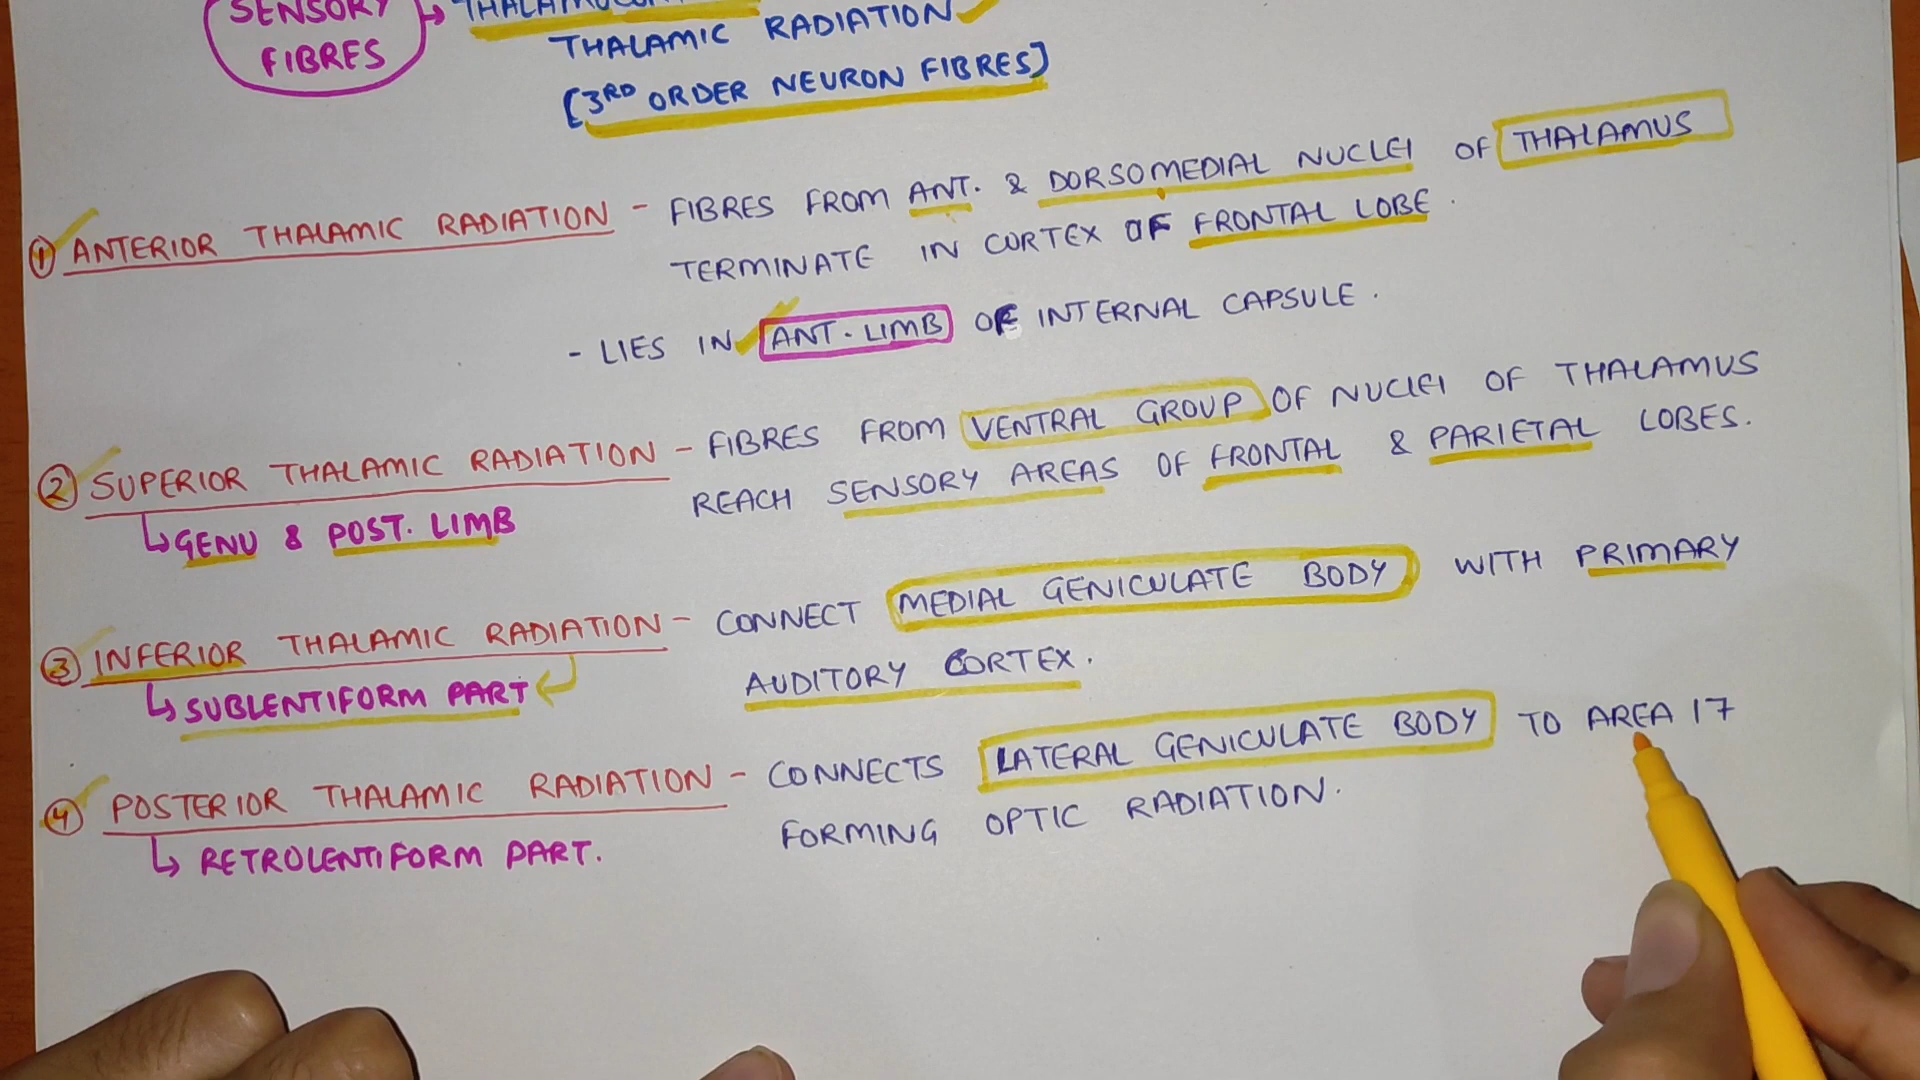 SENSORY
FIBRES
THALAMIC RADIATION
[3RD ORDER NEURON FIBRES]
① ANTERIOR THALAMIC RADIATION - FIBRES FROM ANT. & DORSOMEDIAL NUCLEI OF THALAMUS
TERMINATE IN CORTEX OF FRONTAL LOBE.
- LIES IN ANT. LIMB OF INTERNAL CAPSULE.
② SUPERIOR THALAMIC RADIATION - FIBRES FROM VENTRAL GROUP OF NUCLEI OF THALAMUS
REACH SENSORY AREAS OF FRONTAL & PARIETAL LOBES.
↳ GENU & POST. LIMB
③ INFERIOR THALAMIC RADIATION - CONNECT MEDIAL GENICULATE BODY WITH PRIMARY
AUDITORY CORTEX.
↳ SUBLENTIFORM PART
④ POSTERIOR THALAMIC RADIATION - CONNECTS LATERAL GENICULATE BODY TO AREA 17
FORMING OPTIC RADIATION.
↳ RETROLENTIFORM PART.